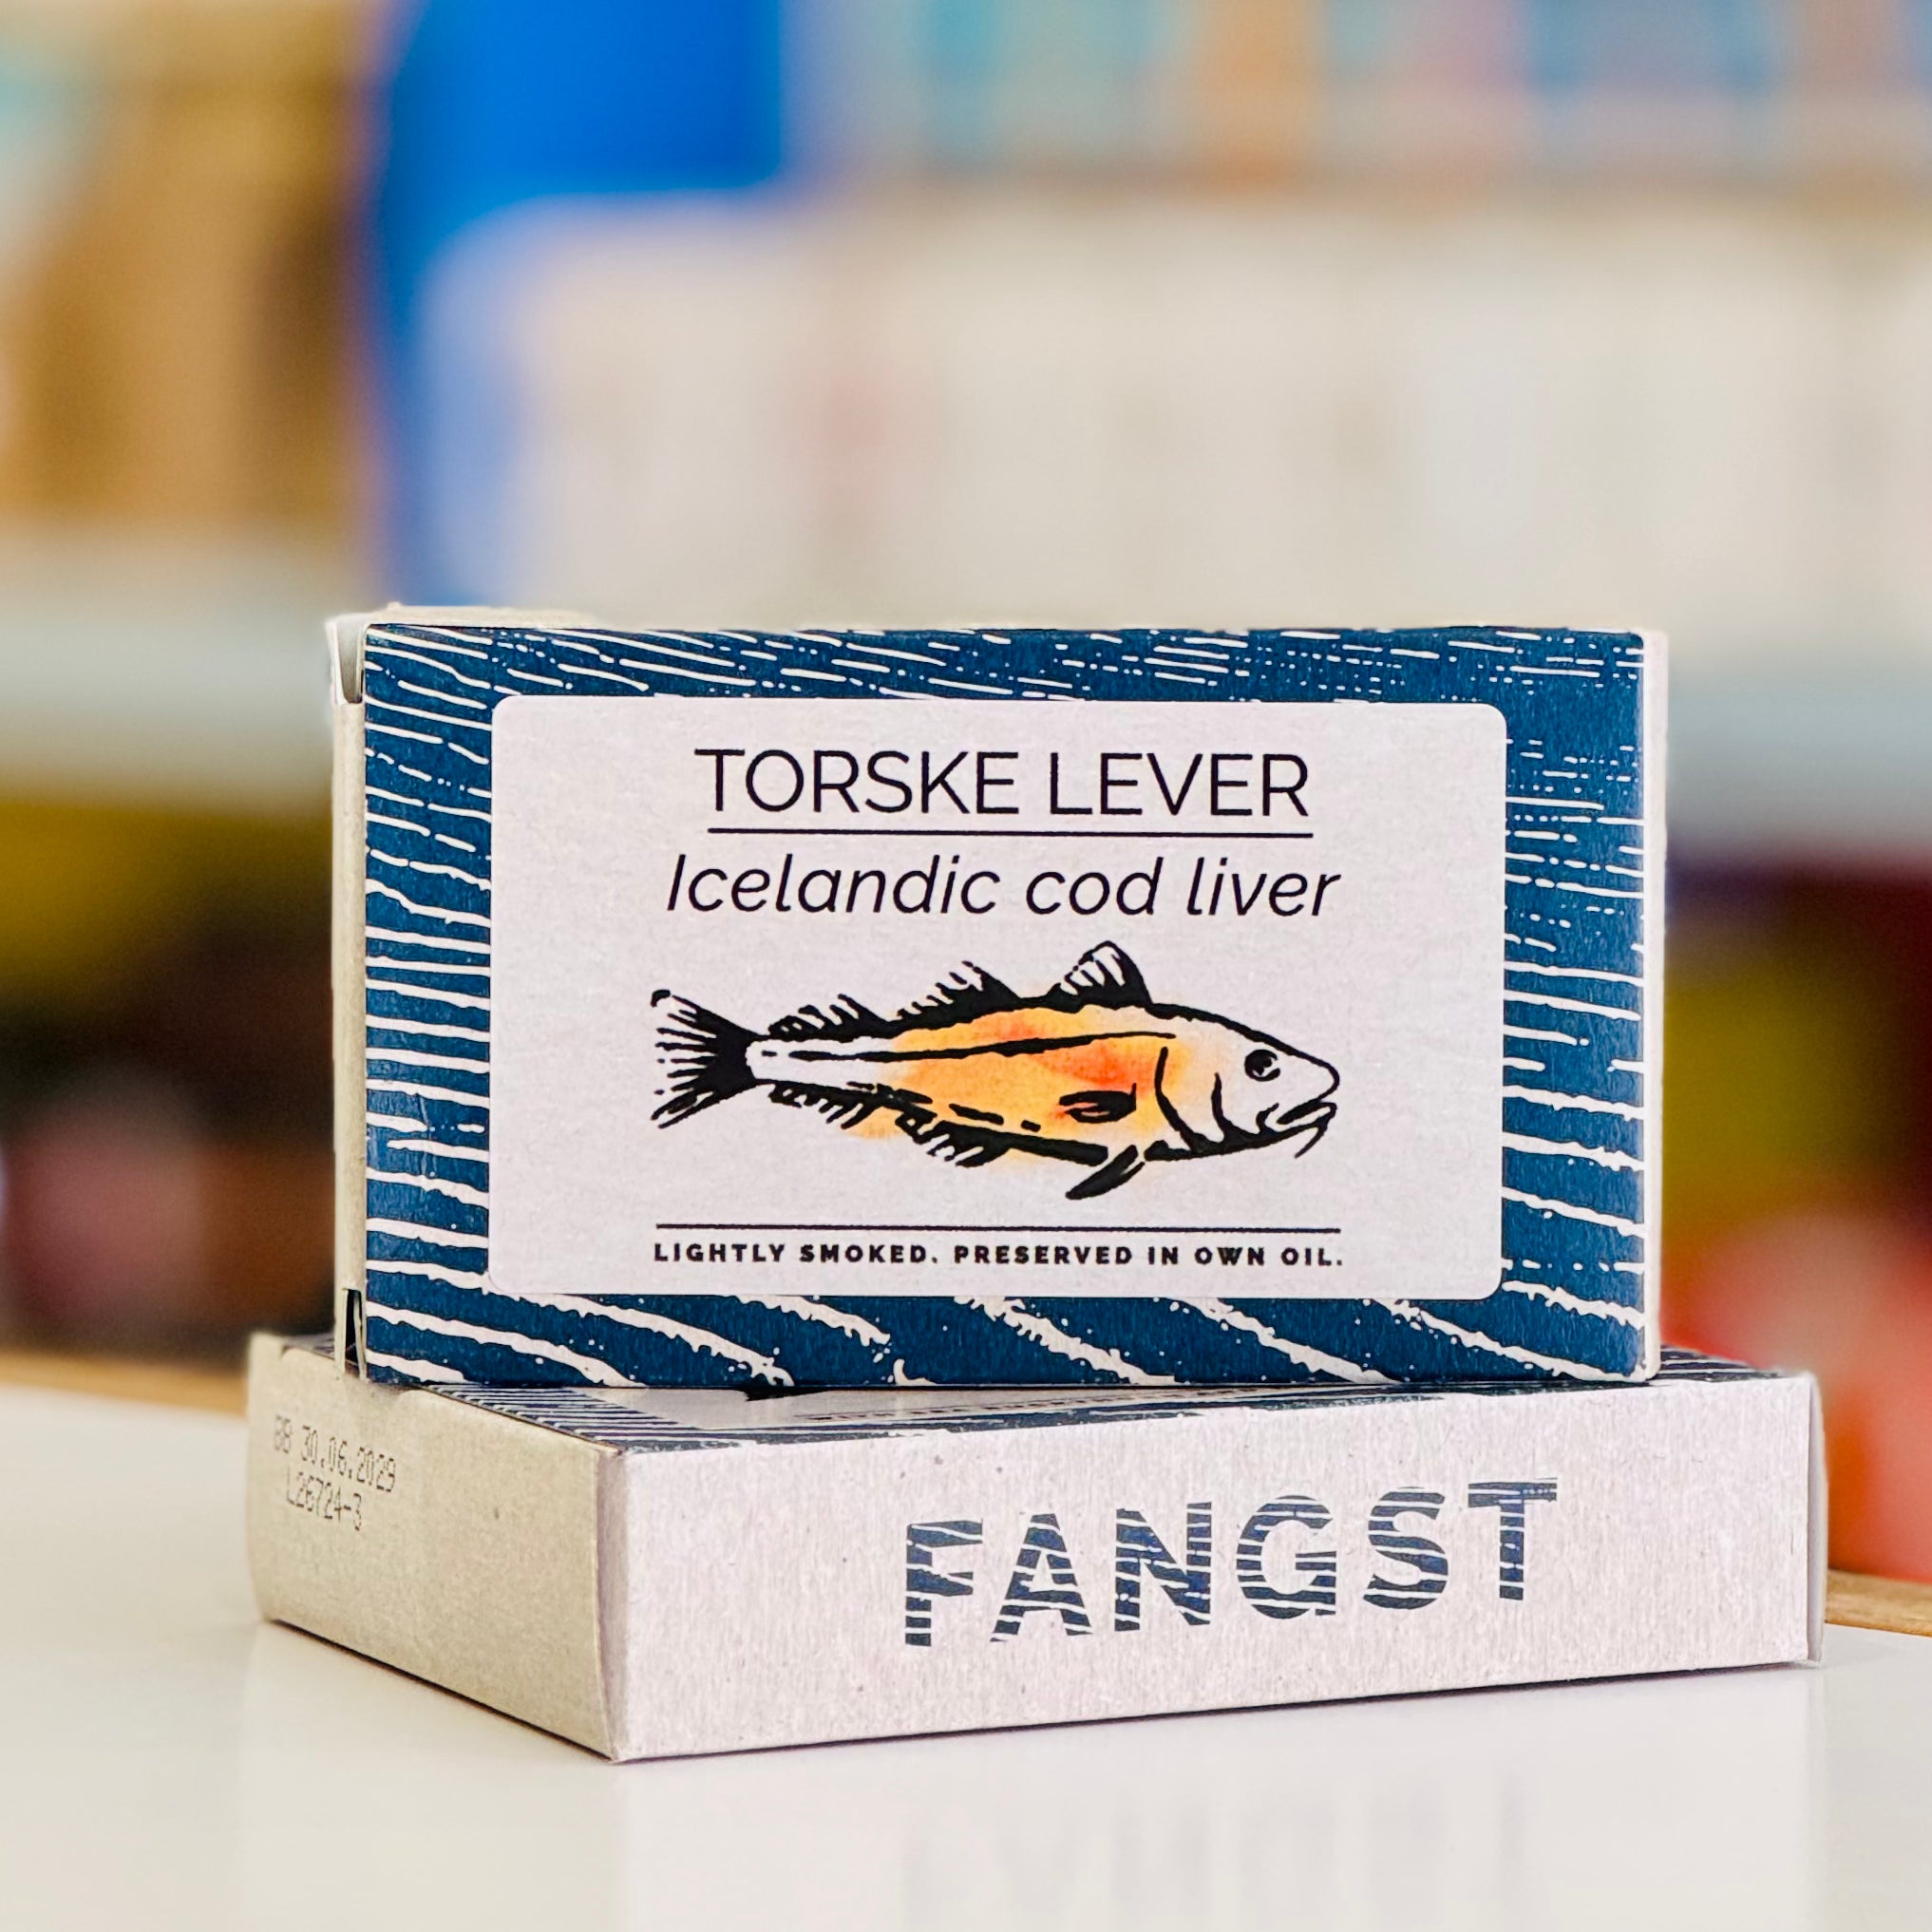 TORSKE LEVER
Icelandic cod liver
LIGHTLY SMOKED. PRESERVED IN OWN OIL.
BB 30.06.2029
L26724-3
FANGST